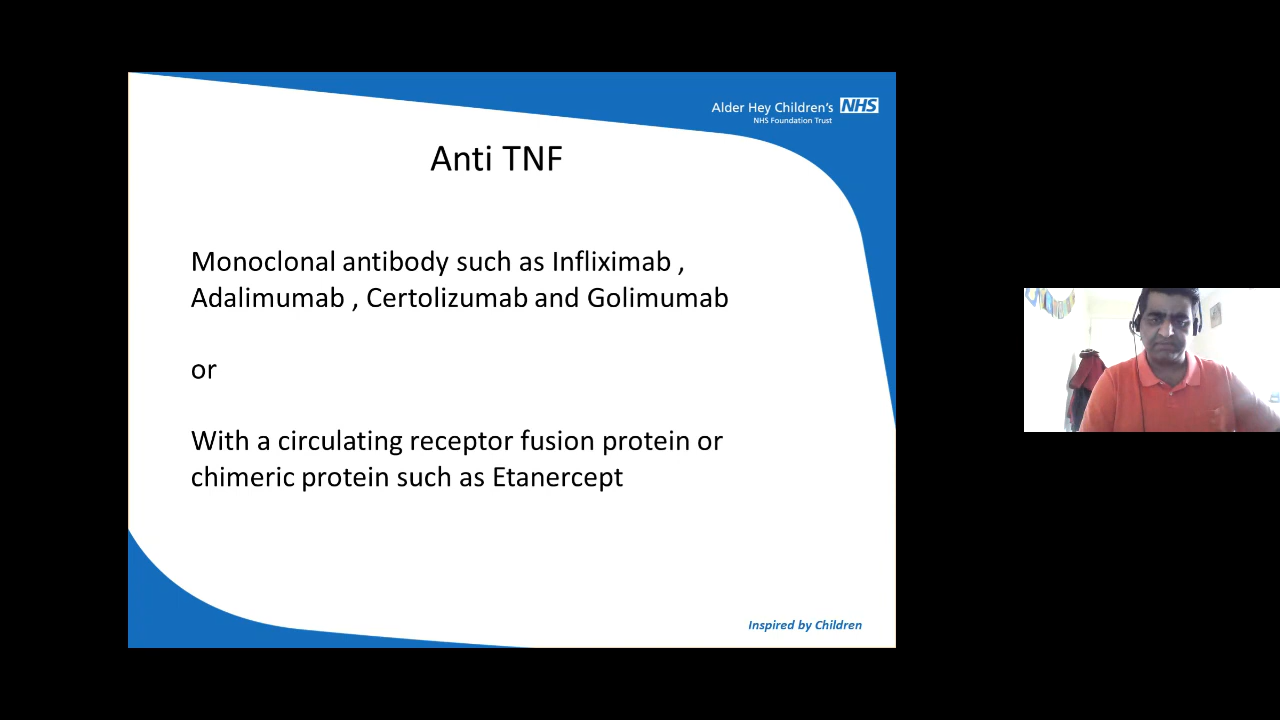 Alder Hey Children's NHS
NHS Foundation Trust
Anti TNF
Monoclonal antibody such as Infliximab ,
Adalimumab , Certolizumab and Golimumab
or
With a circulating receptor fusion protein or
chimeric protein such as Etanercept
Inspired by Children